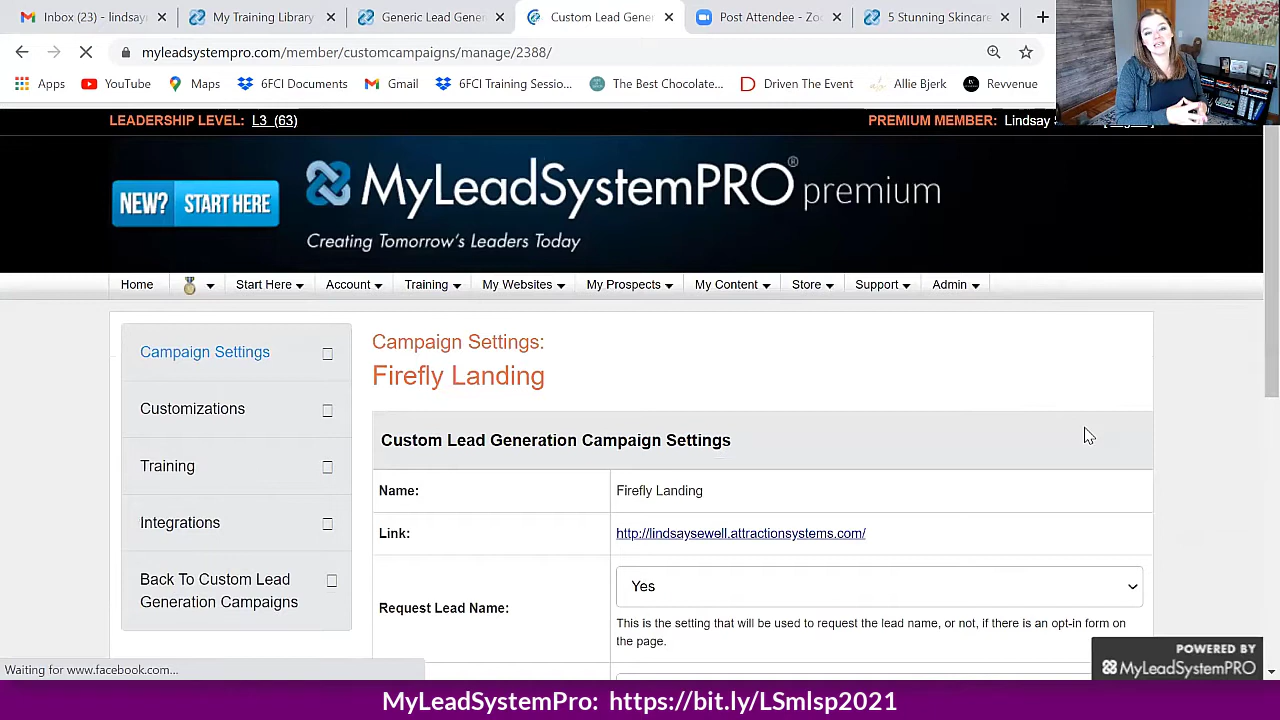 Inbox (23) - lindsay
My Training Library
Generic Lead Gene
Custom Lead Gene
Post Attendee - Z
5 Stunning Skincare
myleadsystempro.com/member/customcampaigns/manage/2388/
Apps
YouTube
Maps
6FCI Documents
Gmail
6FCI Training Session
The Best Chocolate...
Driven The Event
Allie Bjerk
Revvenue
LEADERSHIP LEVEL: L3 (63)
PREMIUM MEMBER: Lindsay
NEW? START HERE
MyLeadSystemPRO® premium
Creating Tomorrow's Leaders Today
Home
Start Here
Account
Training
My Websites
My Prospects
My Content
Store
Support
Admin
Campaign Settings
Customizations
Training
Integrations
Back To Custom Lead
Generation Campaigns
Campaign Settings:
Firefly Landing
Custom Lead Generation Campaign Settings
Name: Firefly Landing
Link: http://lindsaysewell.attractionsystems.com/
Request Lead Name: Yes
This is the setting that will be used to request the lead name, or not, if there is an opt-in form on
the page.
POWERED BY
MyLeadSystemPRO
Waiting for www.facebook.com...
MyLeadSystemPro: https://bit.ly/LSmlsp2021